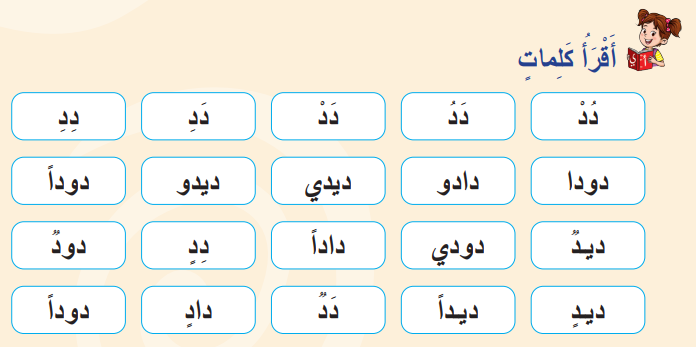 أَقْرَأُ كَلِماتٍ
دُدْ دَدُ دَدْ دَدِ دِدِ
دودا دادو ديدي ديدو دوداً
ديدٌ دودي داداً دِدٍ دودٌ
ديدٍ ديداً دَدٌ دادٍ دوداً